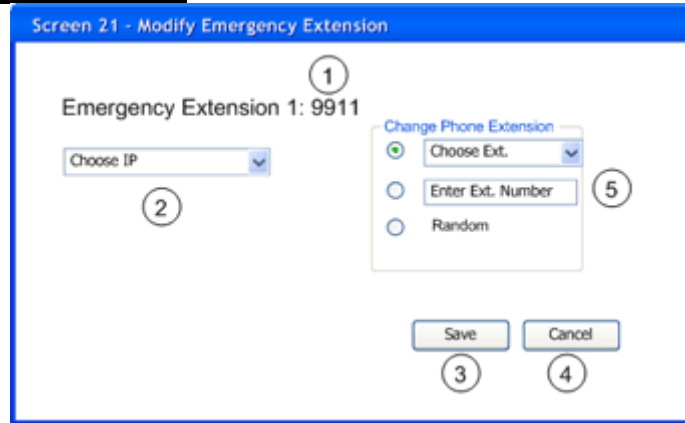 Screen 21 - Modify Emergency Extension
1
Emergency Extension 1: 9911
Change Phone Extension
Choose IP
Choose Ext.
2
Enter Ext. Number
5
Random
Save
Cancel
3
4